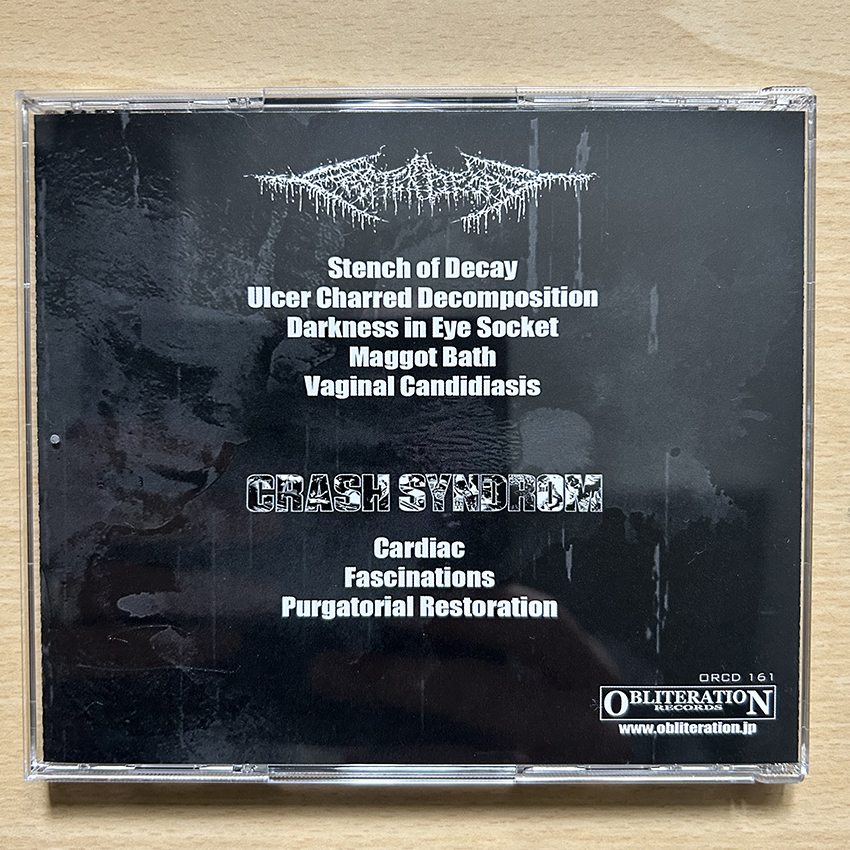 Stench of Decay
Ulcer Charred Decomposition
Darkness in Eye Socket
Maggot Bath
Vaginal Candidiasis
CRASH SYNDROM
Cardiac
Fascinations
Purgatorial Restoration
ORCD 161
OBLITERATION
RECORDS
www.obliteration.jp